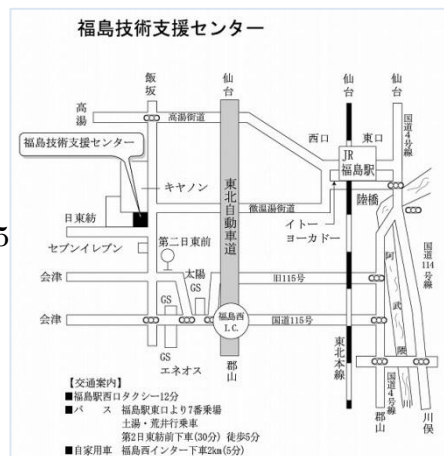 福島技術支援センター
飯坂
仙台
仙台
仙台
高湯
高湯街道
西口
東口
国道4号線
JR
福島駅
福島技術支援センター
キヤノン
東北自動車道
陸橋
微温湯街道
イトー
ヨーカドー
日東紡
5
セブンイレブン
第二日東前
太陽
GS
会津
旧115号
阿武隈川
国道114号線
会津
GS
福島西
I.C.
国道115号
GS
エネオス
郡山
東北本線
郡山
国道4号線
川俣
【交通案内】
■福島駅西口タクシー12分
■バス 福島駅東口より7番乗場
土湯・荒井行乗車
第2日東紡前下車(30分) 徒歩5分
■自家用車 福島西インター下車2km(5分)